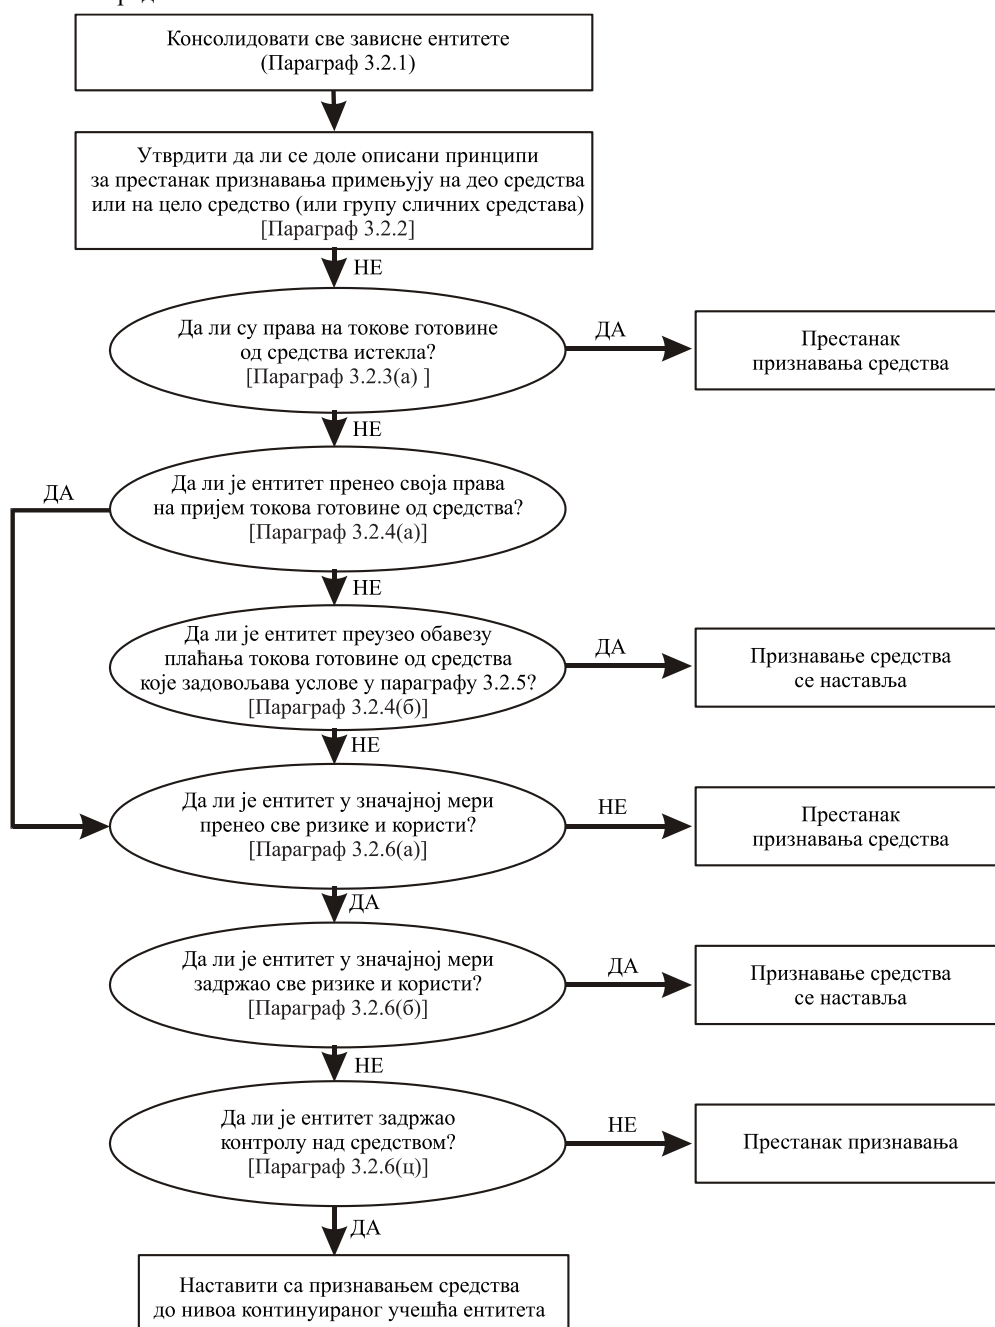 Консолидовати све зависне ентитете
(Параграф 3.2.1)
Утврдити да ли се доле описани принципи
за престанак признавања примењују на део средства
или на цело средство (или групу сличних средстава)
[Параграф 3.2.2]
НЕ
Да ли су права на токове готовине
од средства истекла?
[Параграф 3.2.3(а) ]
ДА
Престанак
признавања средства
НЕ
Да ли је ентитет пренео своја права
на пријем токова готовине од средства?
[Параграф 3.2.4(а)]
ДА
НЕ
Да ли је ентитет преузео обавезу
плаћања токова готовине од средства
које задовољава услове у параграфу 3.2.5?
[Параграф 3.2.4(б)]
ДА
Признавање средства
се наставља
НЕ
Да ли је ентитет у значајној мери
пренео све ризике и користи?
[Параграф 3.2.6(а)]
НЕ
Престанак
признавања средства
ДА
Да ли је ентитет у значајној мери
задржао све ризике и користи?
[Параграф 3.2.6(б)]
ДА
Признавање средства
се наставља
НЕ
Да ли је ентитет задржао
контролу над средством?
[Параграф 3.2.6(ц)]
НЕ
Престанак признавања
ДА
Наставити са признавањем средства
до нивоа континуираног учешћа ентитета